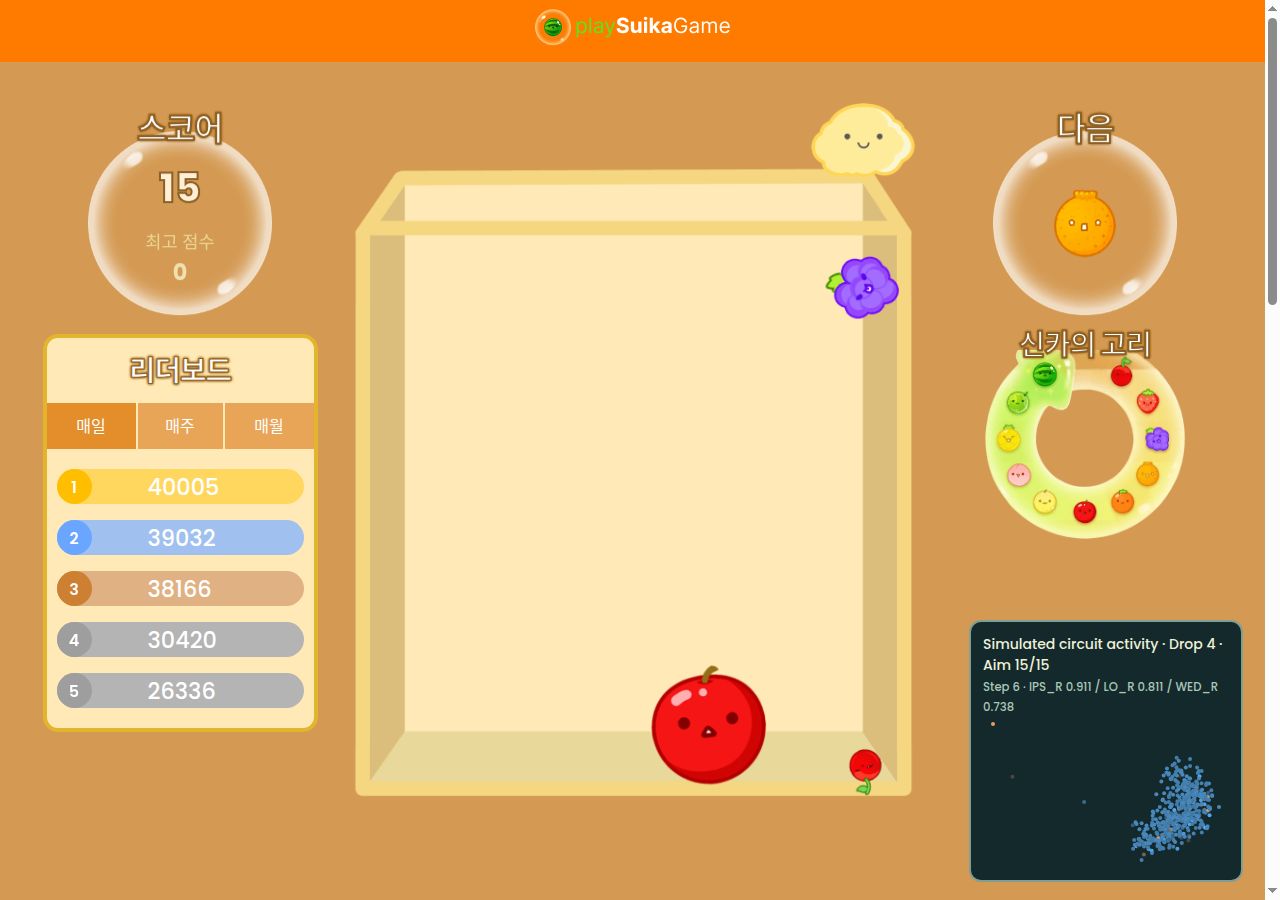 playSuikaGame
스코어
15
최고 점수
0
리더보드
매일 매주 매월
1 40005
2 39032
3 38166
4 30420
5 26336
다음
신카의 고리
Simulated circuit activity · Drop 4 ·
Aim 15/15
Step 6 · IPS_R 0.911 / LO_R 0.811 / WED_R
0.738